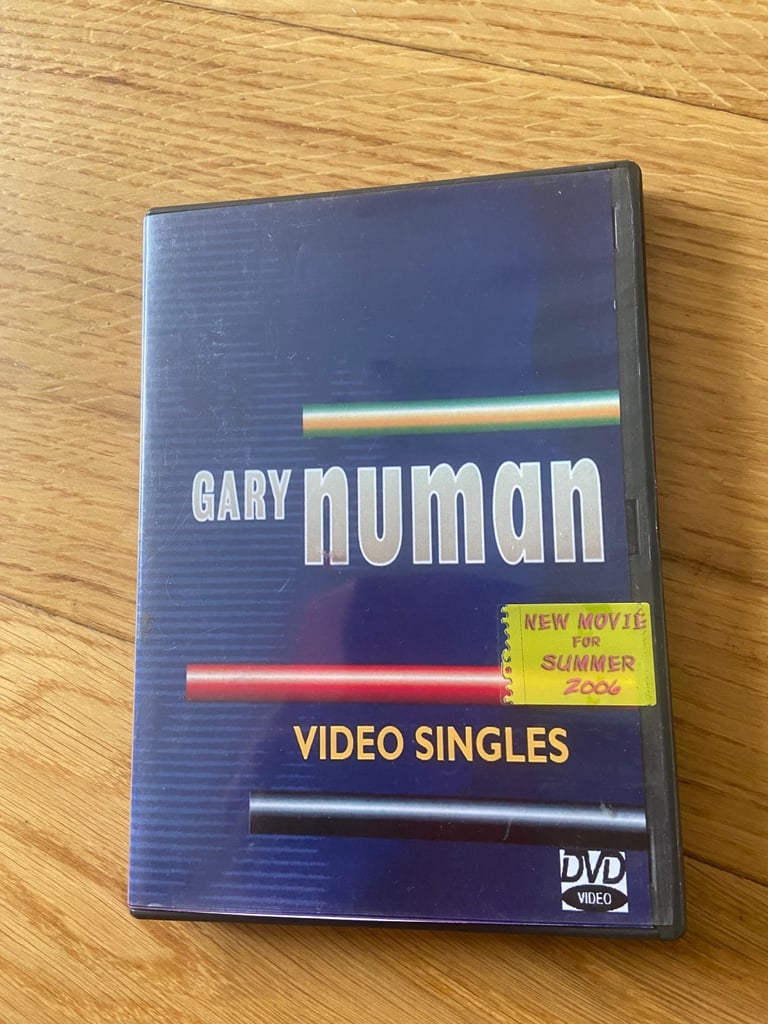 GARY numan
NEW MOVIE
FOR
SUMMER
2006
VIDEO SINGLES
DVD
VIDEO